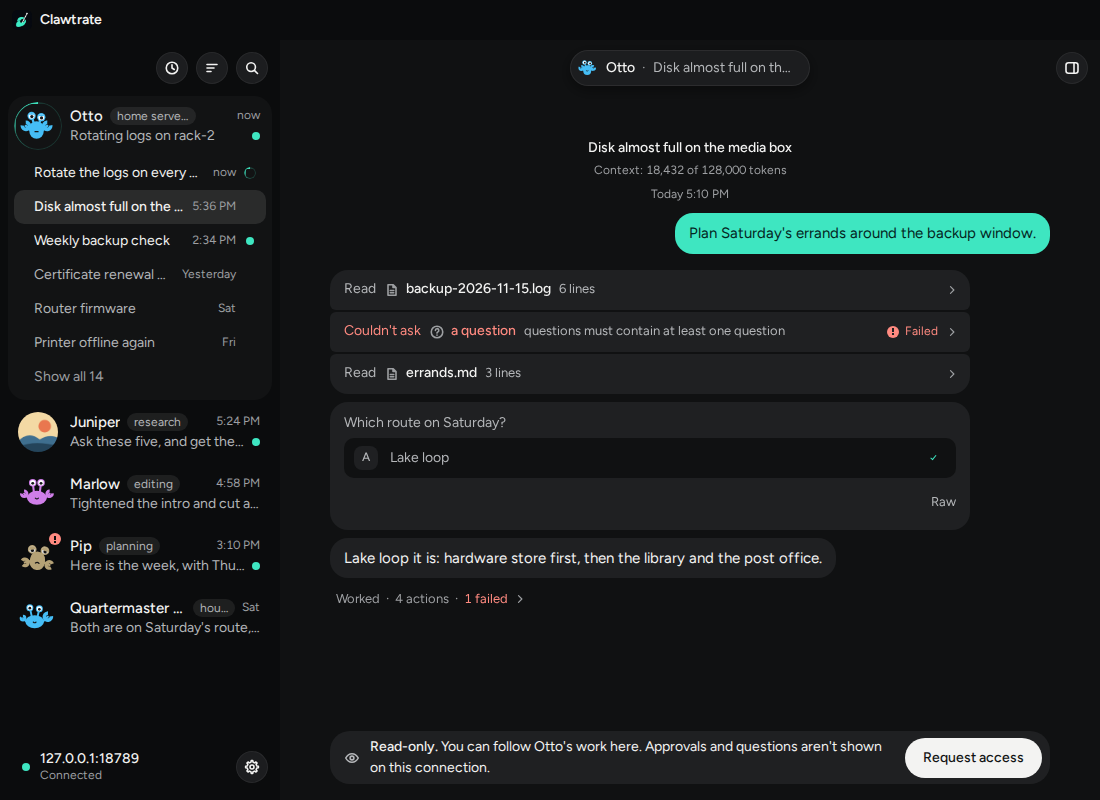 Clawtrate
Otto home serve... now
Rotating logs on rack-2
Rotate the logs on every ... now
Disk almost full on the ... 5:36 PM
Weekly backup check 2:34 PM
Certificate renewal ... Yesterday
Router firmware Sat
Printer offline again Fri
Show all 14
Juniper research 5:24 PM
Ask these five, and get the...
Marlow editing 4:58 PM
Tightened the intro and cut a...
Pip planning 3:10 PM
Here is the week, with Thu...
Quartermaster ... hou... Sat
Both are on Saturday's route,...
127.0.0.1:18789
Connected
Otto · Disk almost full on th...
Disk almost full on the media box
Context: 18,432 of 128,000 tokens
Today 5:10 PM
Plan Saturday's errands around the backup window.
Read backup-2026-11-15.log 6 lines
Couldn't ask a question questions must contain at least one question Failed
Read errands.md 3 lines
Which route on Saturday?
A Lake loop
Raw
Lake loop it is: hardware store first, then the library and the post office.
Worked · 4 actions · 1 failed
Read-only. You can follow Otto's work here. Approvals and questions aren't shown
on this connection.
Request access